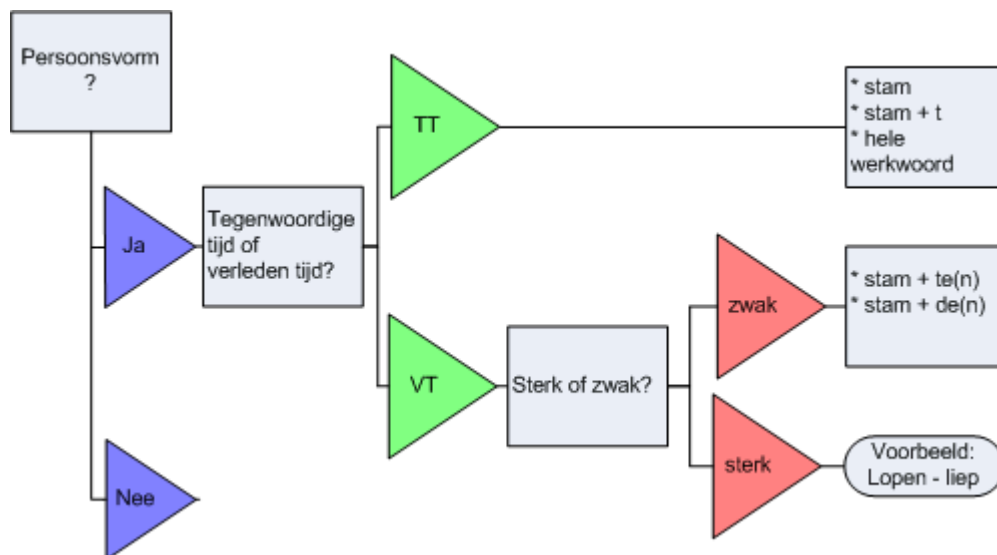 Persoonsvorm
?
Ja
Tegenwoordige
tijd of
verleden tijd?
TT
* stam
* stam + t
* hele
werkwoord
VT
Sterk of zwak?
zwak
* stam + te(n)
* stam + de(n)
sterk
Voorbeeld:
Lopen - liep
Nee